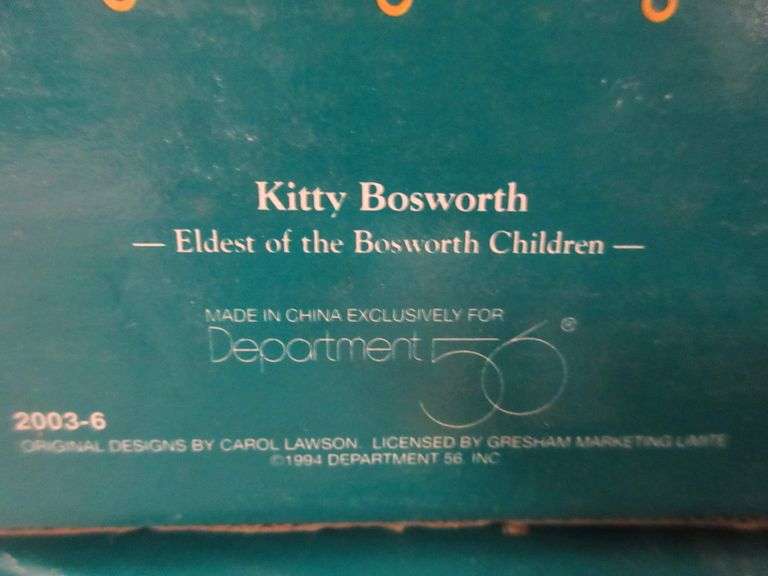 Kitty Bosworth
— Eldest of the Bosworth Children —
MADE IN CHINA EXCLUSIVELY FOR
Department 56 ®
2003-6
ORIGINAL DESIGNS BY CAROL LAWSON. LICENSED BY GRESHAM MARKETING LIMITE
©1994 DEPARTMENT 56, INC